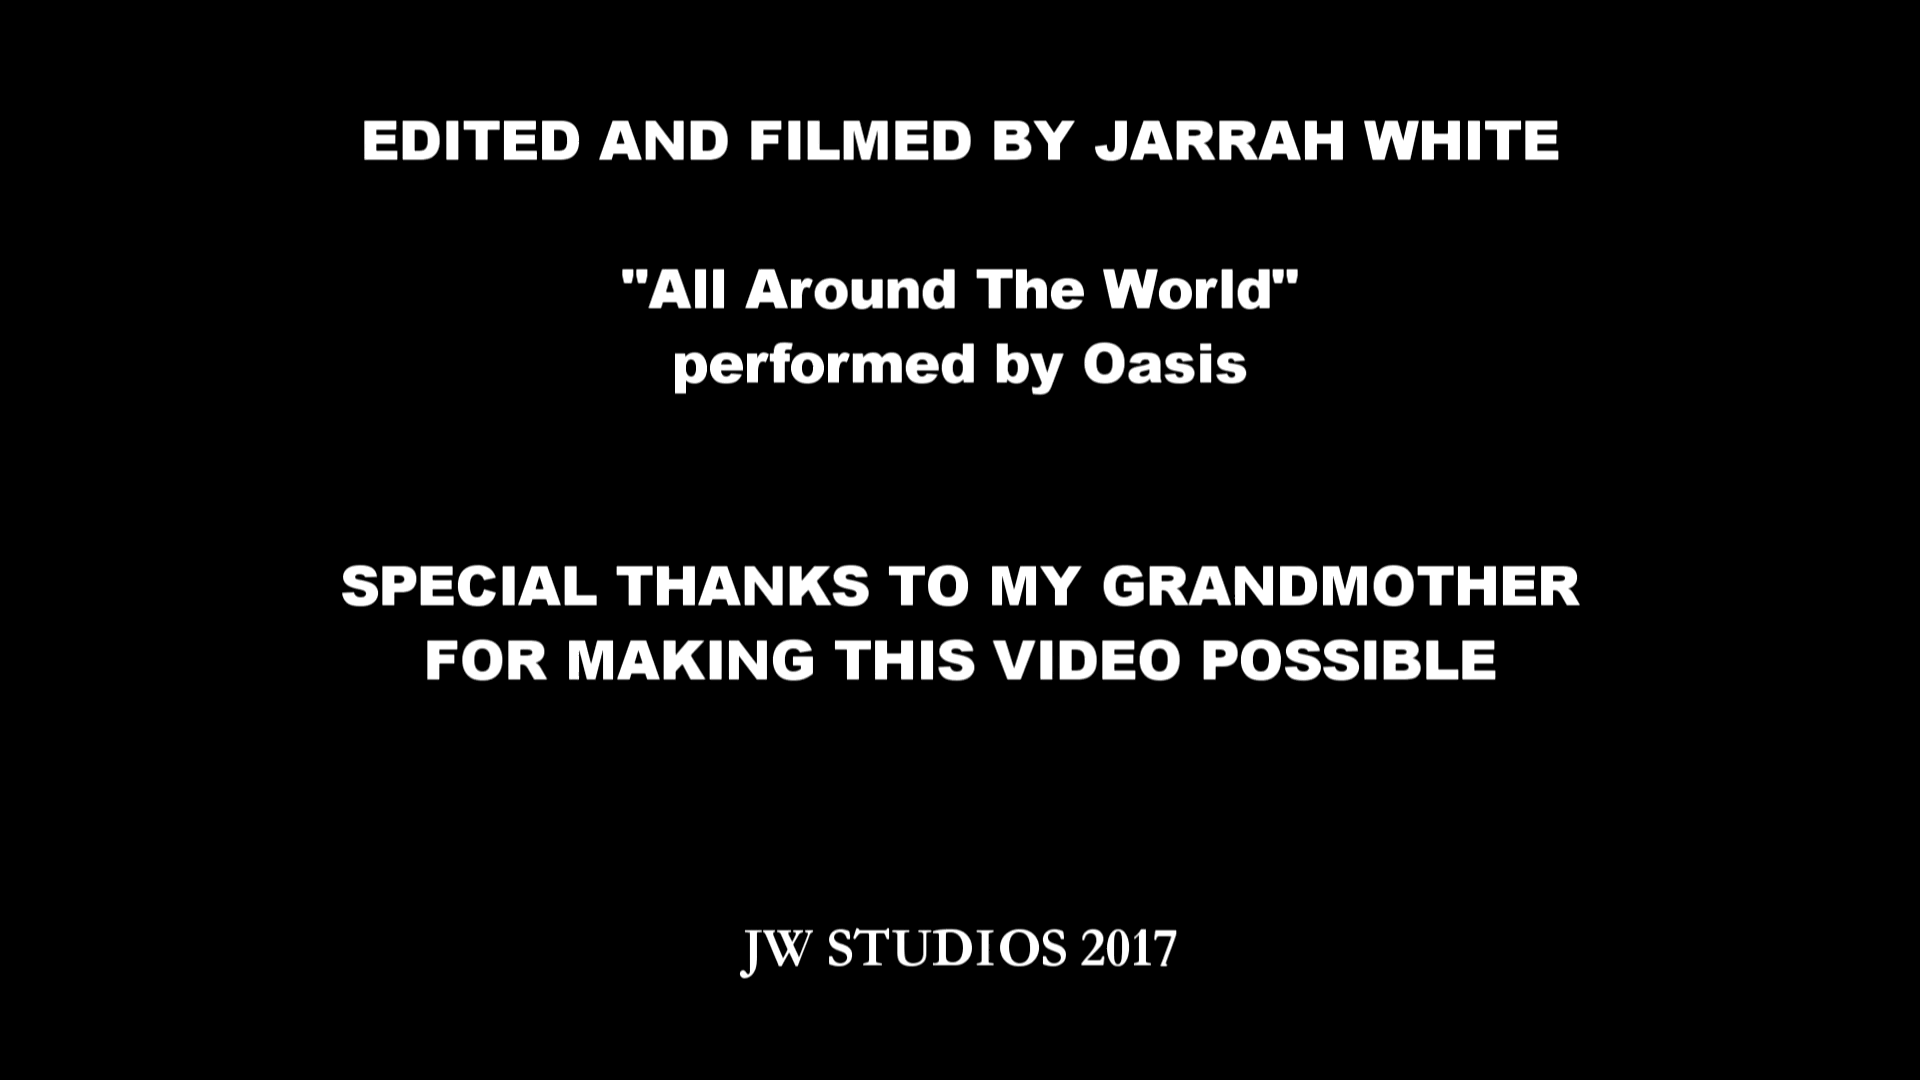 EDITED AND FILMED BY JARRAH WHITE
"All Around The World"
performed by Oasis
SPECIAL THANKS TO MY GRANDMOTHER
FOR MAKING THIS VIDEO POSSIBLE
JW STUDIOS 2017